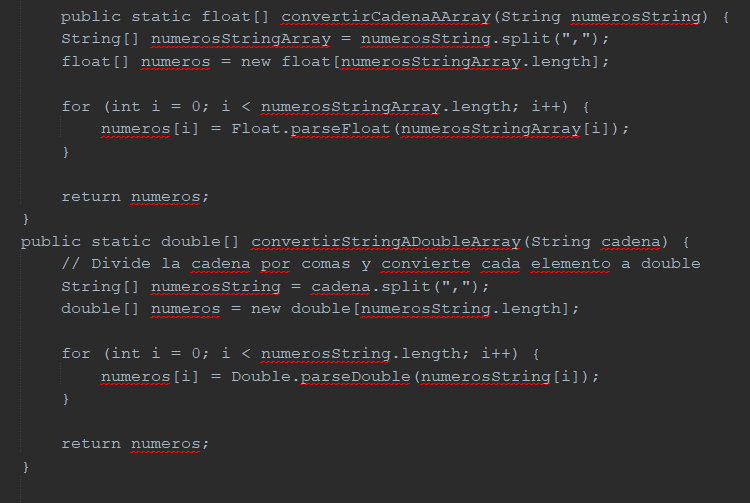 public static float[] convertirCadenaAArray(String numerosString) {
String[] numerosStringArray = numerosString.split(",");
float[] numeros = new float[numerosStringArray.length];
for (int i = 0; i < numerosStringArray.length; i++) {
numeros[i] = Float.parseFloat(numerosStringArray[i]);
}
return numeros;
}
public static double[] convertirStringADoubleArray(String cadena) {
// Divide la cadena por comas y convierte cada elemento a double
String[] numerosString = cadena.split(",");
double[] numeros = new double[numerosString.length];
for (int i = 0; i < numerosString.length; i++) {
numeros[i] = Double.parseDouble(numerosString[i]);
}
return numeros;
}